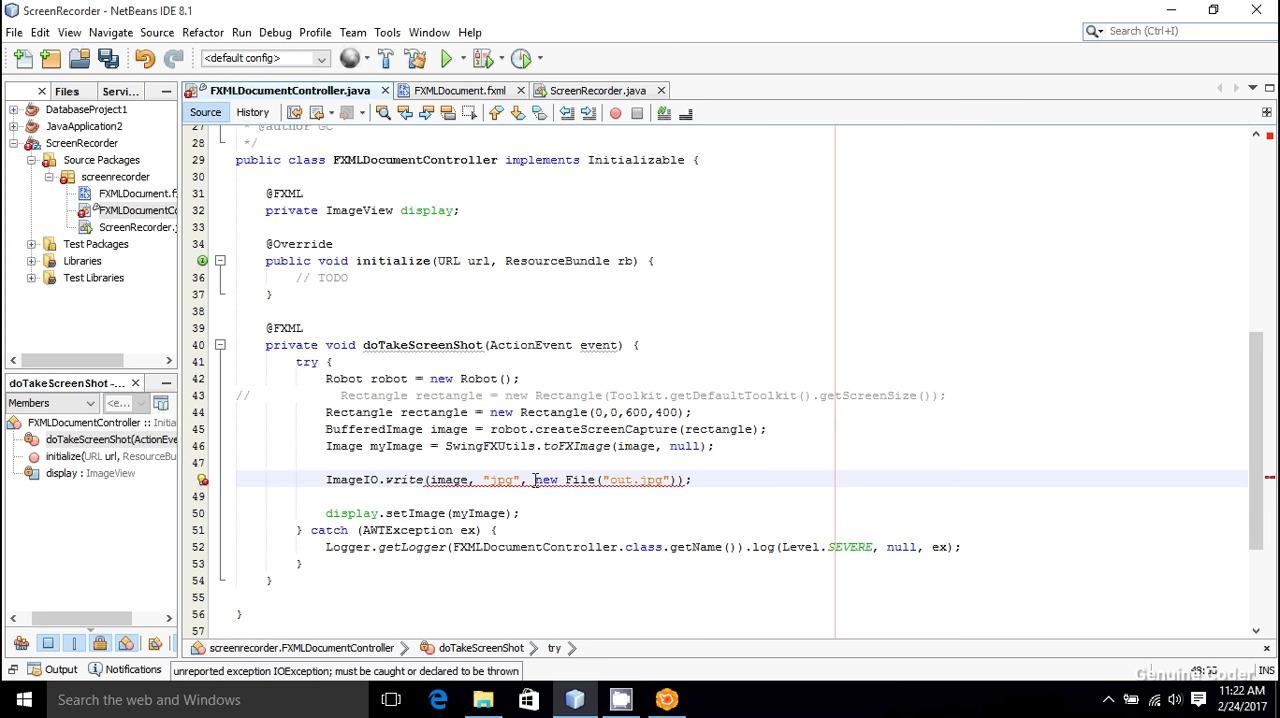 ScreenRecorder - NetBeans IDE 8.1
File Edit View Navigate Source Refactor Run Debug Profile Team Tools Window Help
Search (Ctrl+I)
<default config>
Files Servi...
FXMLDocumentController.java FXMLDocument.fxml ScreenRecorder.java
Source History
DatabaseProject1
JavaApplication2
ScreenRecorder
Source Packages
screenrecorder
FXMLDocument.f
FXMLDocumentCo
ScreenRecorder.j
Test Packages
Libraries
Test Libraries
27 * @author GC
28 */
29 public class FXMLDocumentController implements Initializable {
30
31 @FXML
32 private ImageView display;
33
34 @Override
public void initialize(URL url, ResourceBundle rb) {
36 // TODO
37 }
38
39 @FXML
40 private void doTakeScreenShot(ActionEvent event) {
41 try {
42 Robot robot = new Robot();
43 // Rectangle rectangle = new Rectangle(Toolkit.getDefaultToolkit().getScreenSize());
44 Rectangle rectangle = new Rectangle(0,0,600,400);
45 BufferedImage image = robot.createScreenCapture(rectangle);
46 Image myImage = SwingFXUtils.toFXImage(image, null);
47
ImageIO.write(image, "jpg", new File("out.jpg"));
49
50 display.setImage(myImage);
51 } catch (AWTException ex) {
52 Logger.getLogger(FXMLDocumentController.class.getName()).log(Level.SEVERE, null, ex);
53 }
54 }
55
56 }
57
doTakeScreenShot -...
Members <e...
FXMLDocumentController :: Initia
doTakeScreenShot(ActionEve
initialize(URL url, ResourceBu
display : ImageView
screenrecorder.FXMLDocumentController doTakeScreenShot try
Output Notifications unreported exception IOException; must be caught or declared to be thrown INS
Genuine Coder
Search the web and Windows
11:22 AM
2/24/2017